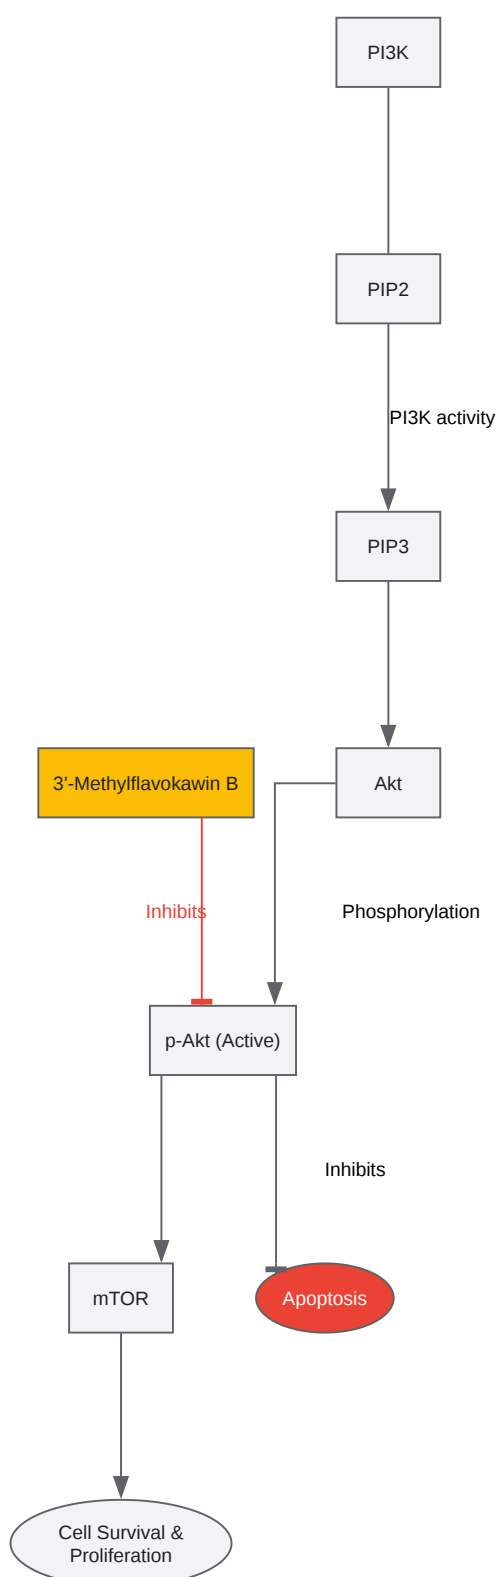 PI3K
PIP2
PI3K activity
PIP3
3'-Methylflavokawin B
Akt
Inhibits
Phosphorylation
p-Akt (Active)
Inhibits
mTOR
Apoptosis
Cell Survival &
Proliferation